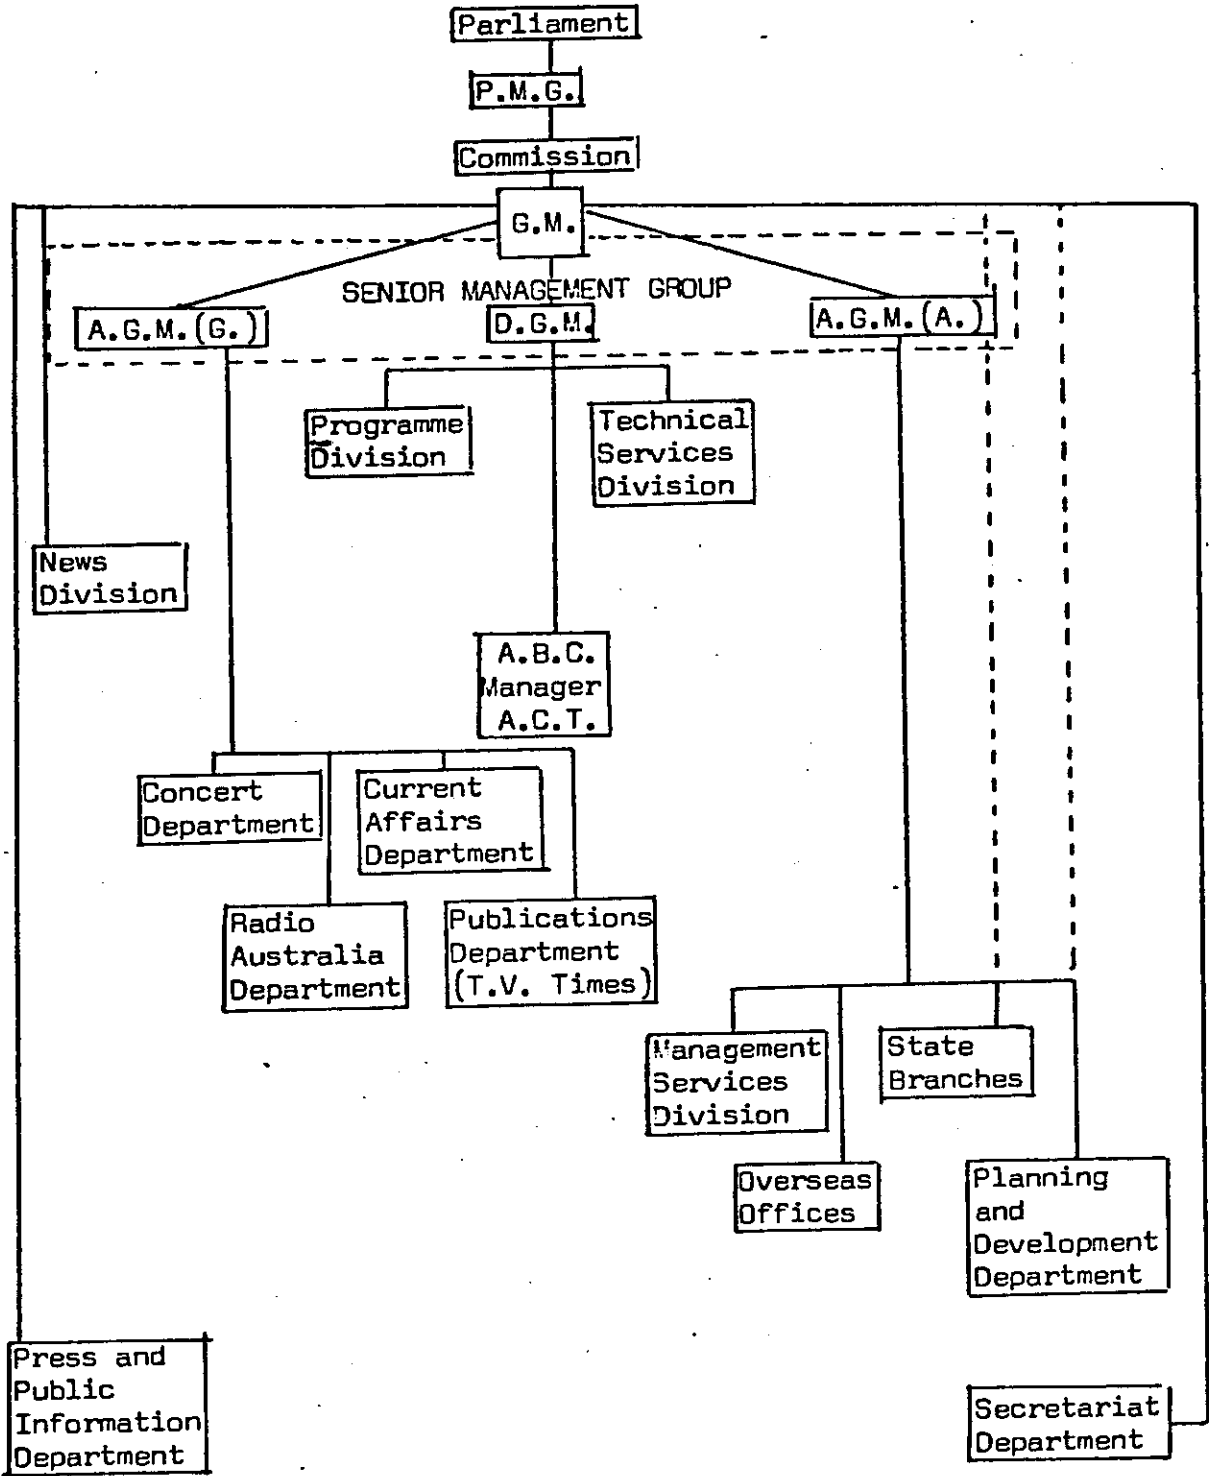 Parliament
P.M.G.
Commission
G.M.
SENIOR MANAGEMENT GROUP
A.G.M.(G.)
D.G.M.
A.G.M.(A.)
Programme
Division
Technical
Services
Division
News
Division
A.B.C.
Manager
A.C.T.
Concert
Department
Current
Affairs
Department
Radio
Australia
Department
Publications
Department
(T.V. Times)
Management
Services
Division
State
Branches
Overseas
Offices
Planning
and
Development
Department
Press and
Public
Information
Department
Secretariat
Department